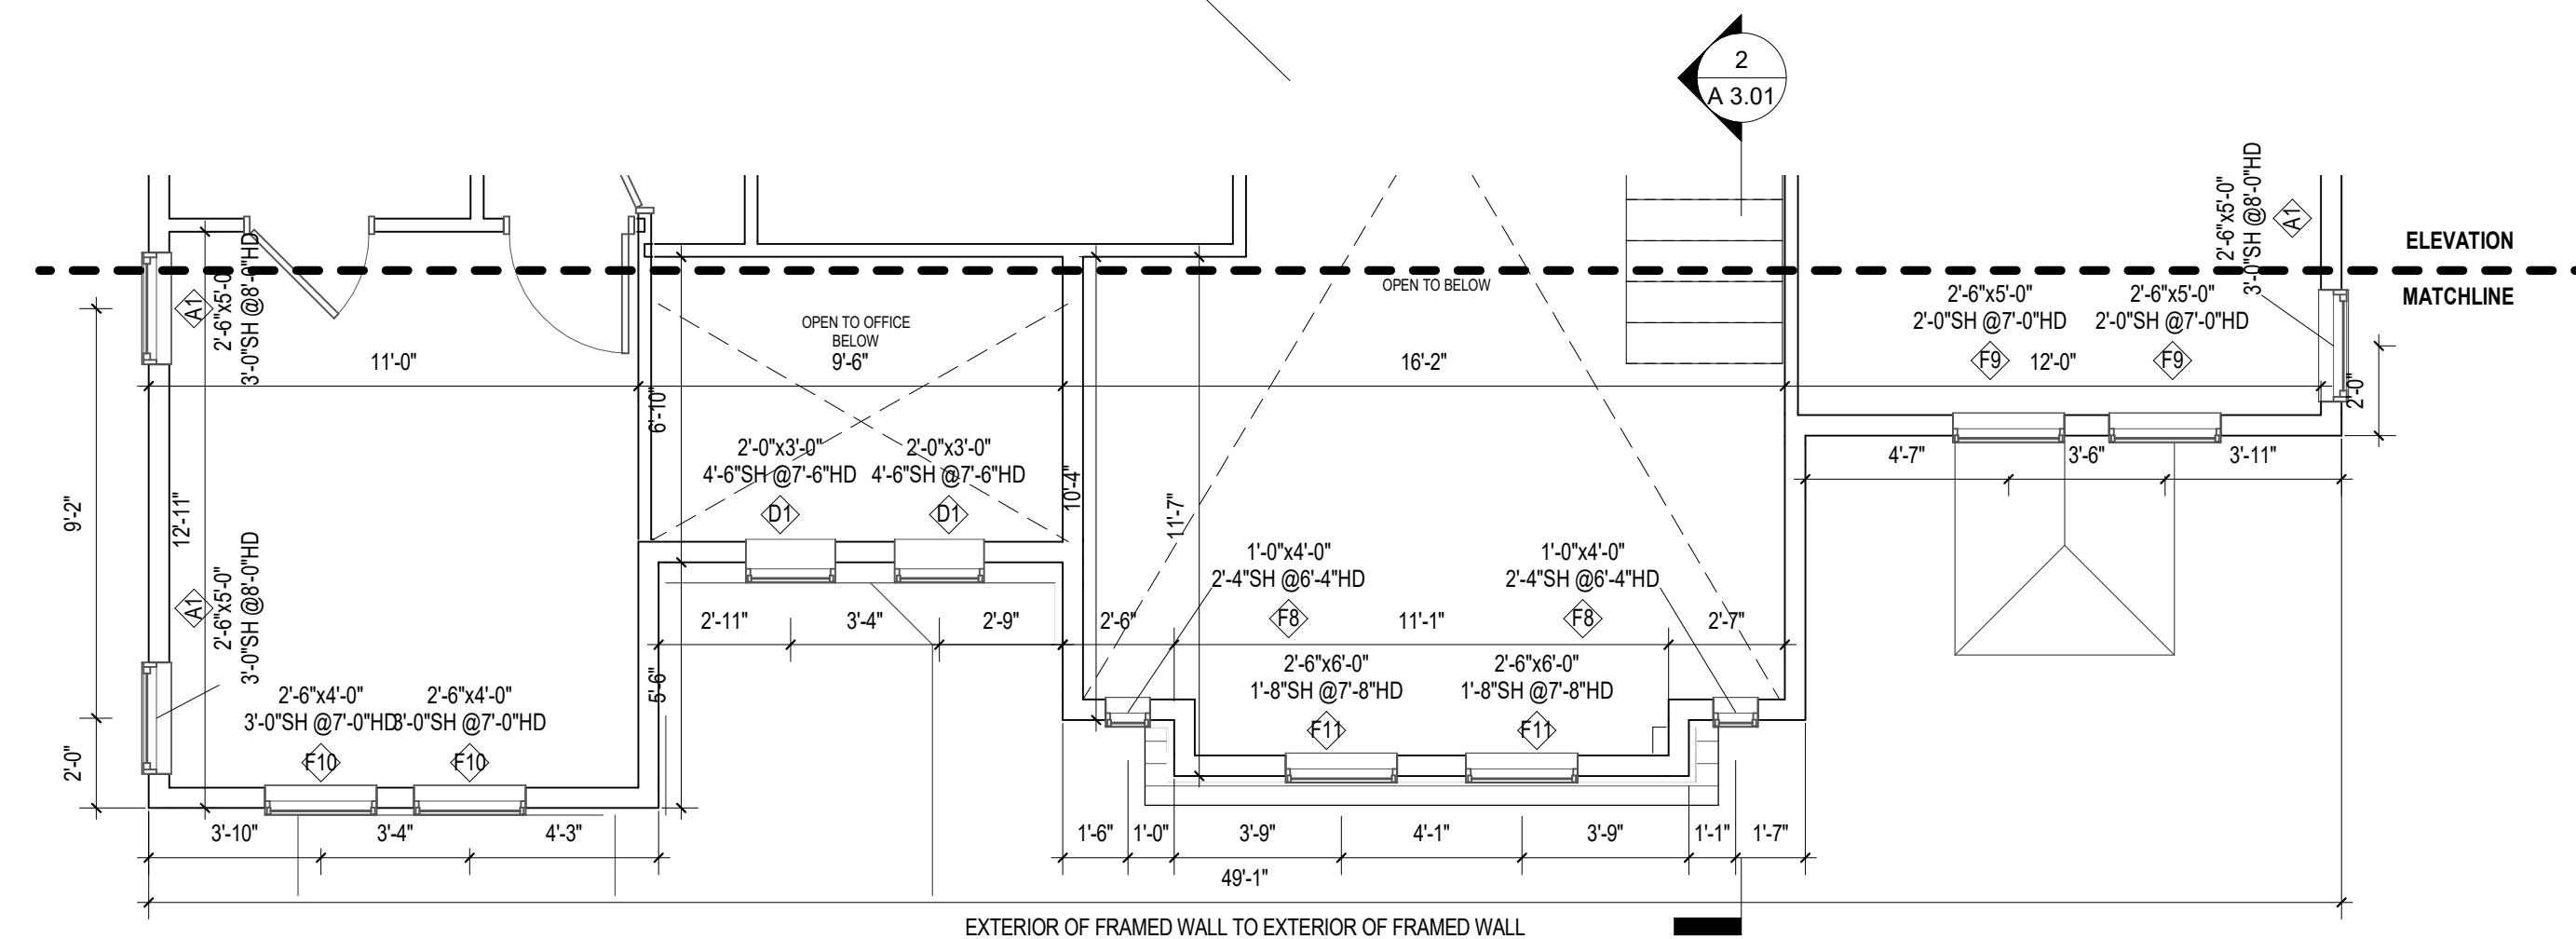 2
A 3.01
2'-6"x5'-0"
3'-0"SH @8'-0"HD
A1
ELEVATION
MATCHLINE
A1
2'-6"x5'-0"
3'-0"SH @8'-0"HD
OPEN TO BELOW
2'-6"x5'-0"
2'-0"SH @7'-0"HD
F9
2'-6"x5'-0"
2'-0"SH @7'-0"HD
F9
OPEN TO OFFICE
BELOW
11'-0"
9'-6"
16'-2"
12'-0"
2'-0"
6'-10"
2'-0"x3'-0"
4'-6"SH @7'-6"HD
D1
2'-0"x3'-0"
4'-6"SH @7'-6"HD
D1
4'-7"
3'-6"
3'-11"
9'-2"
12'-11"
10'-4"
11'-7"
A1
2'-6"x5'-0"
3'-0"SH @8'-0"HD
1'-0"x4'-0"
2'-4"SH @6'-4"HD
F8
1'-0"x4'-0"
2'-4"SH @6'-4"HD
F8
2'-11"
3'-4"
2'-9"
2'-6"
11'-1"
2'-7"
5'-6"
2'-6"x4'-0"
3'-0"SH @7'-0"HD
F10
2'-6"x4'-0"
3'-0"SH @7'-0"HD
F10
2'-6"x6'-0"
1'-8"SH @7'-8"HD
F11
2'-6"x6'-0"
1'-8"SH @7'-8"HD
F11
2'-0"
3'-10"
3'-4"
4'-3"
1'-6"
1'-0"
3'-9"
4'-1"
3'-9"
1'-1"
1'-7"
49'-1"
EXTERIOR OF FRAMED WALL TO EXTERIOR OF FRAMED WALL